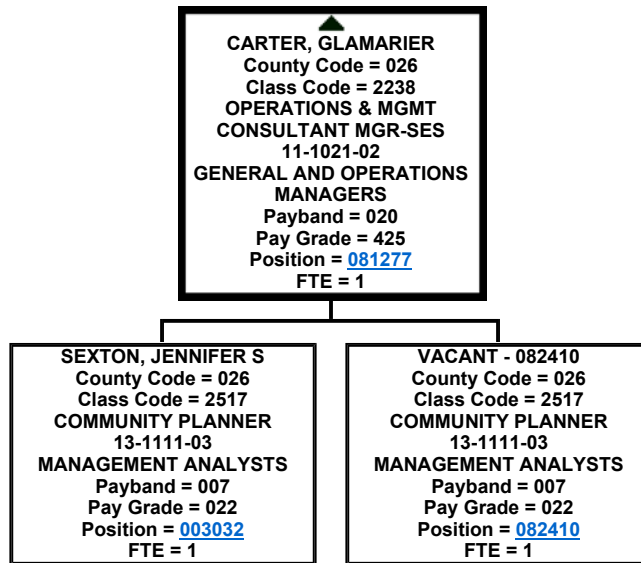 CARTER, GLAMARIER
County Code = 026
Class Code = 2238
OPERATIONS & MGMT
CONSULTANT MGR-SES
11-1021-02
GENERAL AND OPERATIONS
MANAGERS
Payband = 020
Pay Grade = 425
Position = 081277
FTE = 1
SEXTON, JENNIFER S
County Code = 026
Class Code = 2517
COMMUNITY PLANNER
13-1111-03
MANAGEMENT ANALYSTS
Payband = 007
Pay Grade = 022
Position = 003032
FTE = 1
VACANT - 082410
County Code = 026
Class Code = 2517
COMMUNITY PLANNER
13-1111-03
MANAGEMENT ANALYSTS
Payband = 007
Pay Grade = 022
Position = 082410
FTE = 1